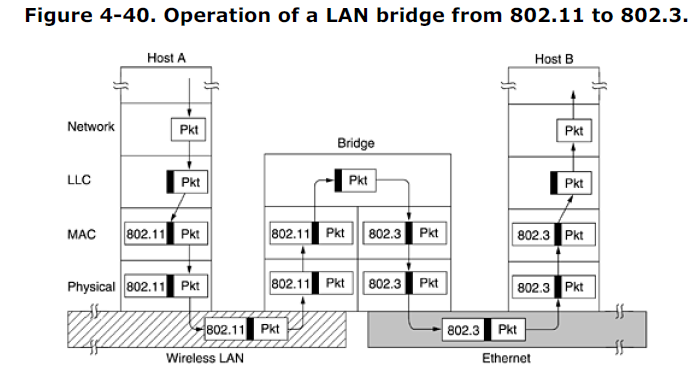 Figure 4-40. Operation of a LAN bridge from 802.11 to 802.3.
Host A
Host B
Network
Pkt
Pkt
Bridge
LLC
Pkt
Pkt
Pkt
MAC
802.11 Pkt
802.11 Pkt
802.3 Pkt
802.3 Pkt
Physical
802.11 Pkt
802.11 Pkt
802.3 Pkt
802.3 Pkt
802.11 Pkt
802.3 Pkt
Wireless LAN
Ethernet